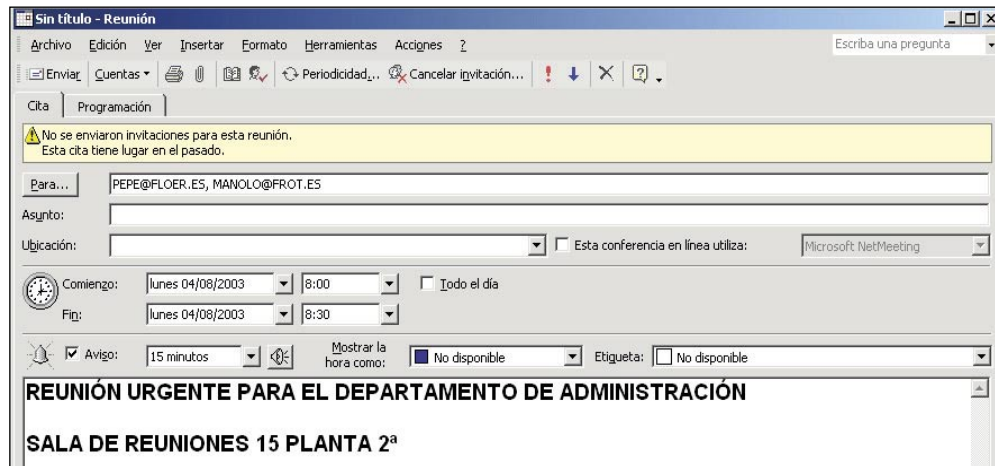 Sin título - Reunión
Archivo Edición Ver Insertar Formato Herramientas Acciones ? Escriba una pregunta
Enviar Cuentas Periodicidad... Cancelar invitación...
Cita Programación
No se enviaron invitaciones para esta reunión.
Esta cita tiene lugar en el pasado.
Para... PEPE@FLOER.ES, MANOLO@FROT.ES
Asunto:
Ubicación: Esta conferencia en línea utiliza: Microsoft NetMeeting
Comienzo: lunes 04/08/2003 8:00 Todo el día
Fin: lunes 04/08/2003 8:30
Aviso: 15 minutos Mostrar la hora como: No disponible Etiqueta: No disponible
REUNIÓN URGENTE PARA EL DEPARTAMENTO DE ADMINISTRACIÓN
SALA DE REUNIONES 15 PLANTA 2ª